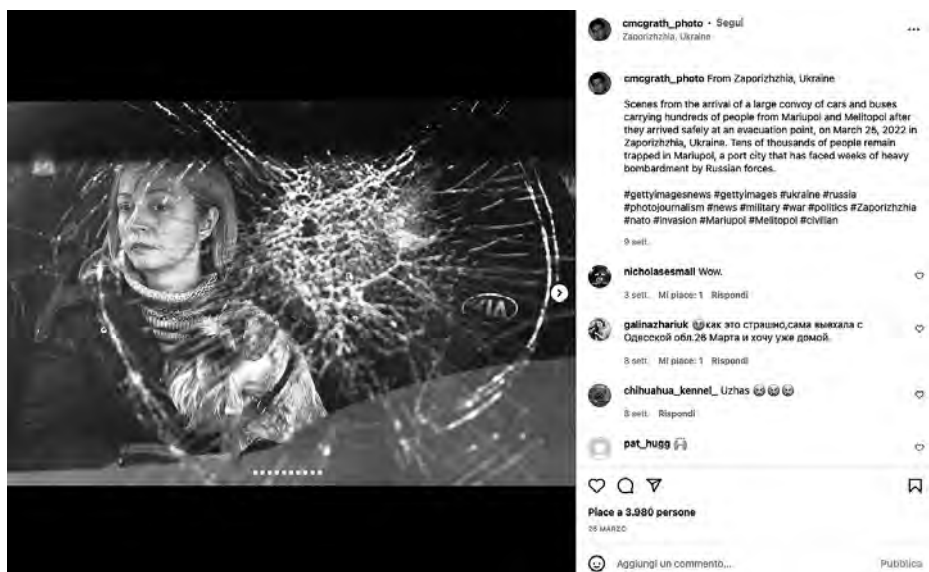 cmcgrath_photo • Segui
Zaporizhzhia, Ukraine
cmcgrath_photo From Zaporizhzhia, Ukraine
Scenes from the arrival of a large convoy of cars and buses
carrying hundreds of people from Mariupol and Melitopol after
they arrived safely at an evacuation point, on March 25, 2022 in
Zaporizhzhia, Ukraine. Tens of thousands of people remain
trapped in Mariupol, a port city that has faced weeks of heavy
bombardment by Russian forces.
#gettyimagesnews #gettyimages #ukraine #russia
#photojournalism #news #military #war #politics #Zaporizhzhia
#nato #invasion #Mariupol #Melitopol #civilian
9 sett.
nicholasesmall Wow.
3 sett. Mi piace: 1 Rispondi
galinazhariuk как это страшно,сама выехала с
Одесской обл.26 Марта и хочу уже домой.
8 sett. Mi piace: 1 Rispondi
chihuahua_kennel_ Uzhas
8 sett. Rispondi
pat_hugg
Piace a 3.980 persone
26 MARZO
Aggiungi un commento... Pubblica
KIA